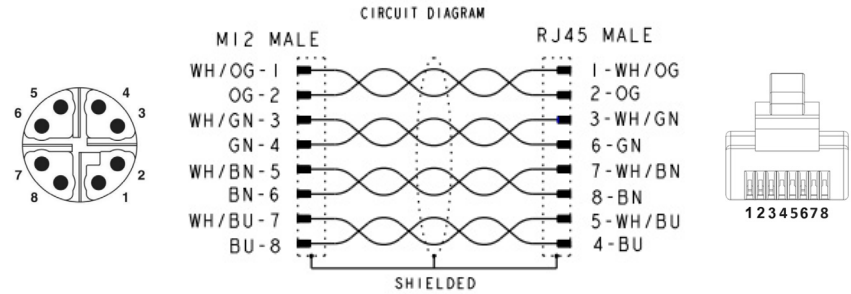 CIRCUIT DIAGRAM
M12 MALE
RJ45 MALE
WH/OG-1
1-WH/OG
OG-2
2-OG
WH/GN-3
3-WH/GN
GN-4
6-GN
WH/BN-5
7-WH/BN
BN-6
8-BN
WH/BU-7
5-WH/BU
BU-8
4-BU
SHIELDED
5 4
6 3
7 2
8 1
12345678